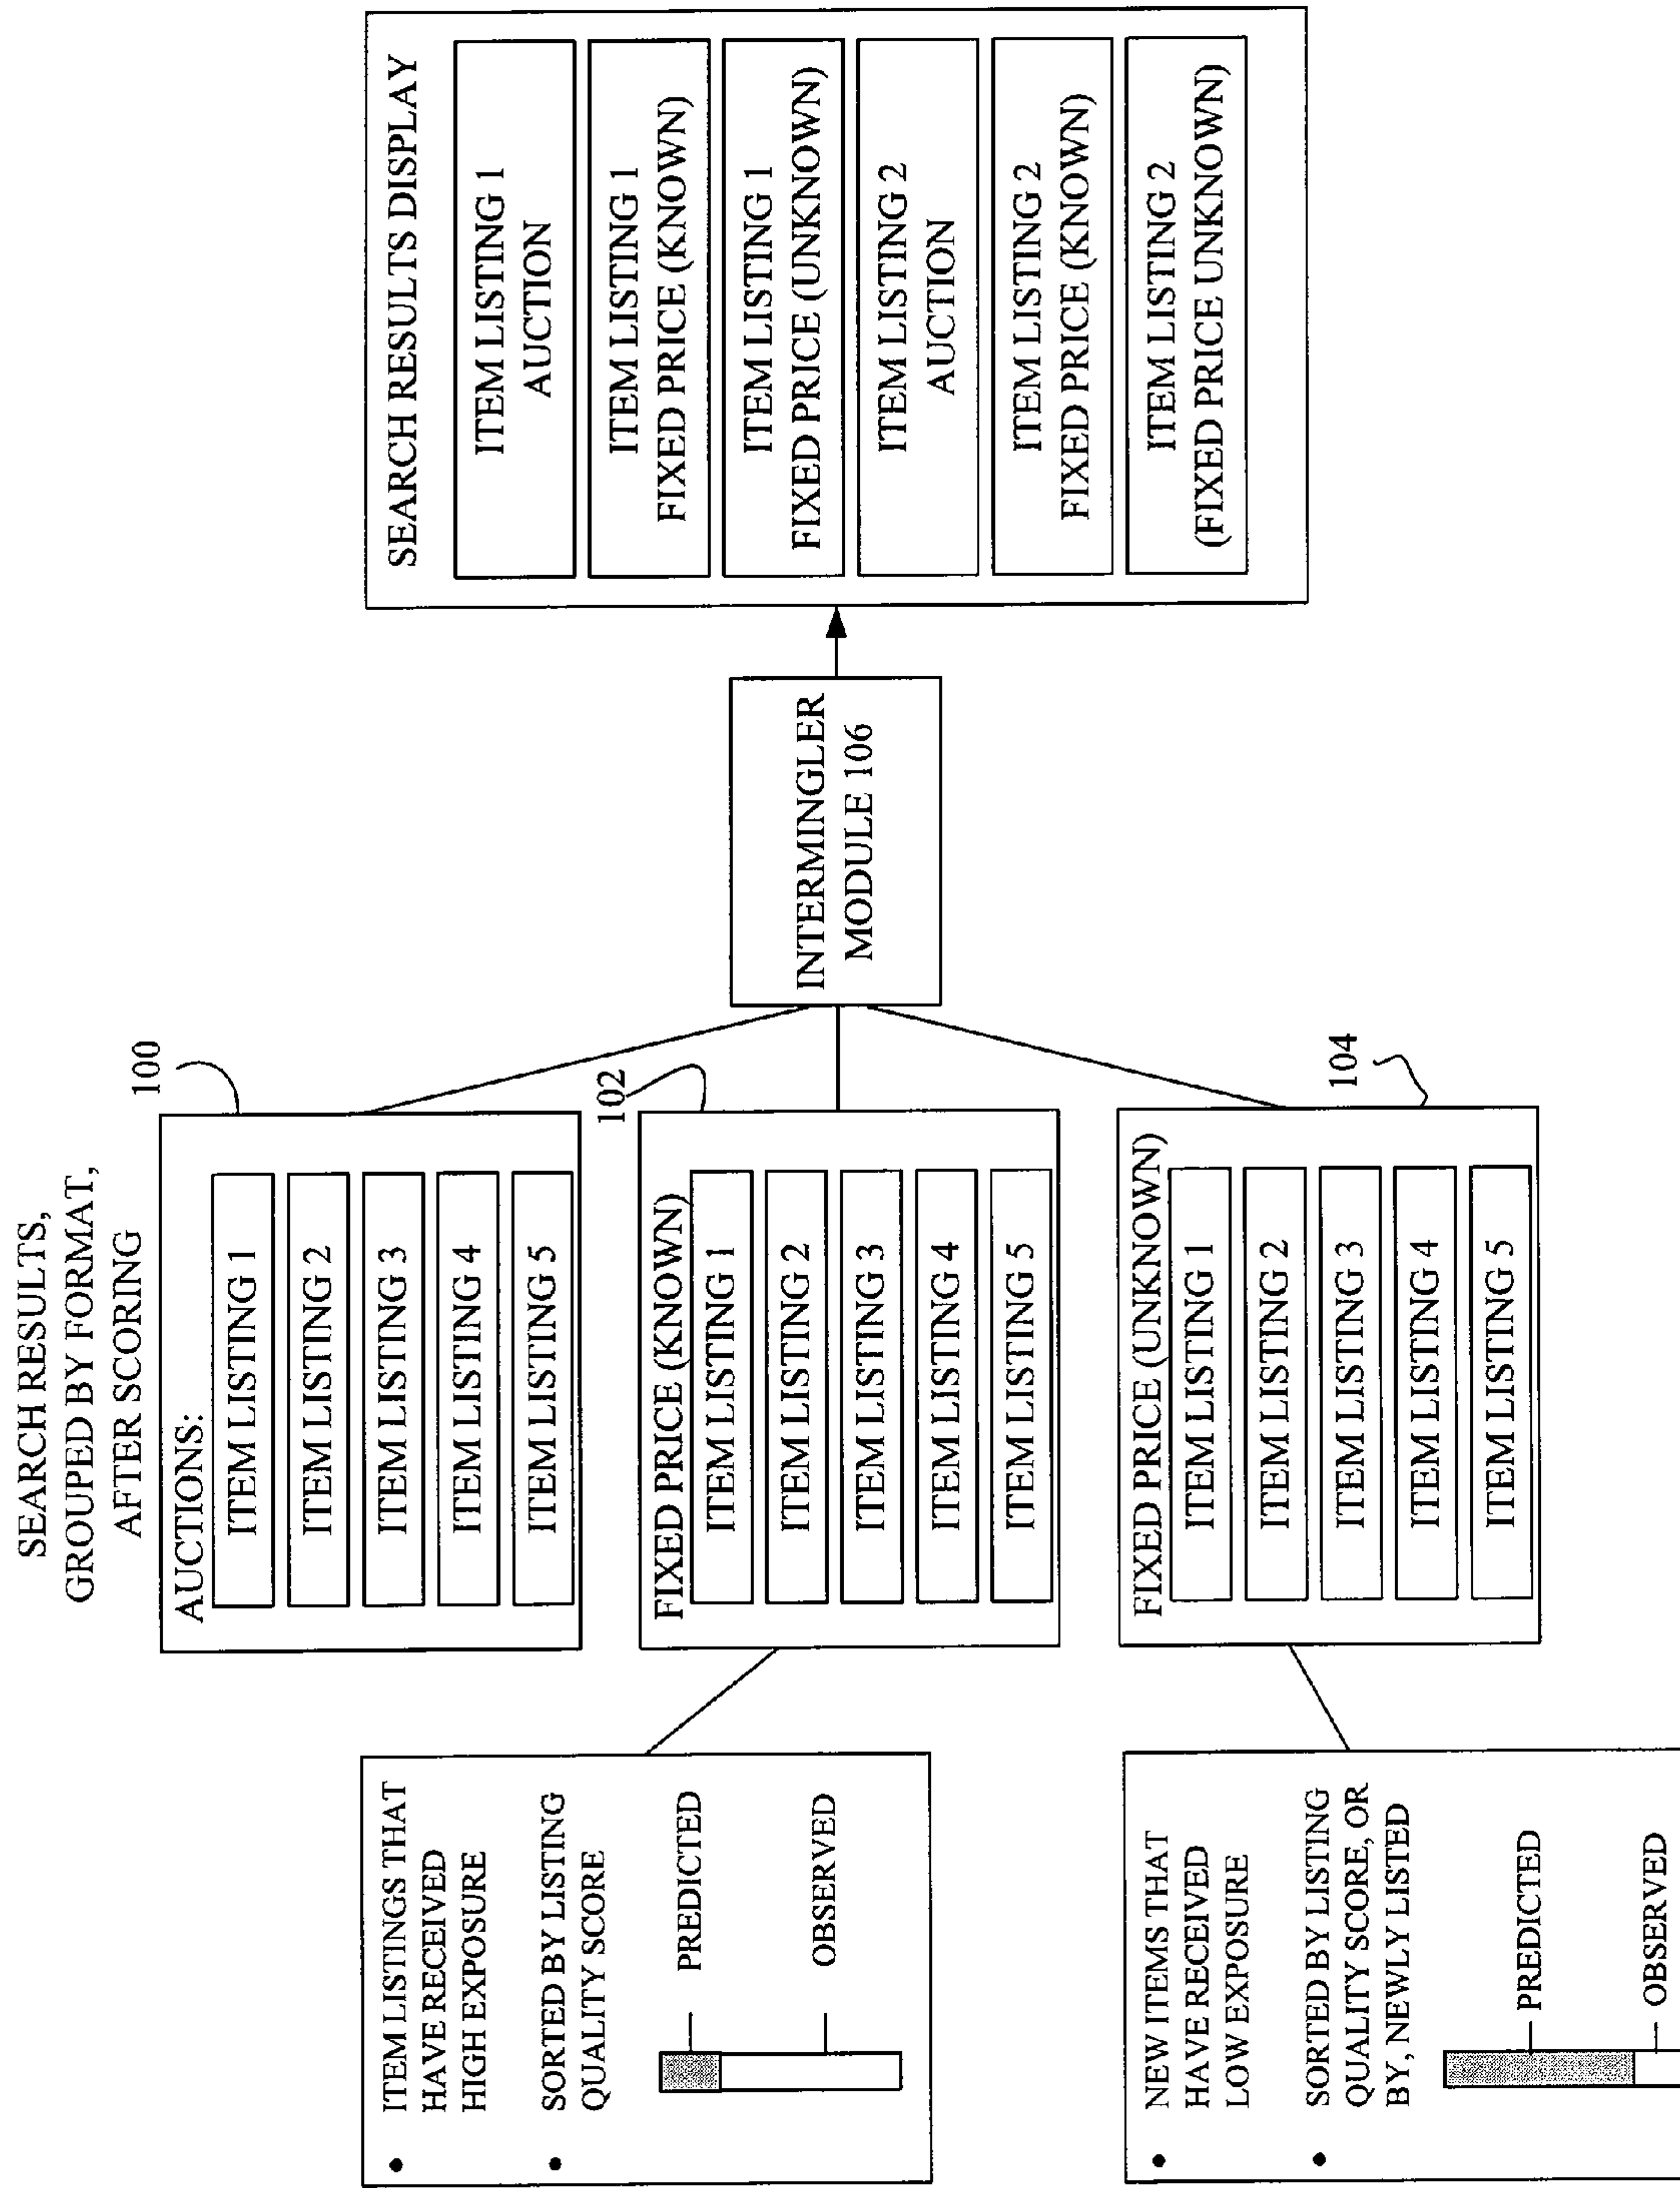 SEARCH RESULTS,
GROUPED BY FORMAT,
AFTER SCORING
• ITEM LISTINGS THAT
HAVE RECEIVED
HIGH EXPOSURE
• SORTED BY LISTING
QUALITY SCORE
PREDICTED
OBSERVED
• NEW ITEMS THAT
HAVE RECEIVED
LOW EXPOSURE
• SORTED BY LISTING
QUALITY SCORE, OR
BY, NEWLY LISTED
PREDICTED
OBSERVED
100
AUCTIONS:
ITEM LISTING 1
ITEM LISTING 2
ITEM LISTING 3
ITEM LISTING 4
ITEM LISTING 5
102
FIXED PRICE (KNOWN)
ITEM LISTING 1
ITEM LISTING 2
ITEM LISTING 3
ITEM LISTING 4
ITEM LISTING 5
104
FIXED PRICE (UNKNOWN)
ITEM LISTING 1
ITEM LISTING 2
ITEM LISTING 3
ITEM LISTING 4
ITEM LISTING 5
INTERMINGLER
MODULE 106
SEARCH RESULTS DISPLAY
ITEM LISTING 1
AUCTION
ITEM LISTING 1
FIXED PRICE (KNOWN)
ITEM LISTING 1
FIXED PRICE (UNKNOWN)
ITEM LISTING 2
AUCTION
ITEM LISTING 2
FIXED PRICE (KNOWN)
ITEM LISTING 2
(FIXED PRICE UNKNOWN)